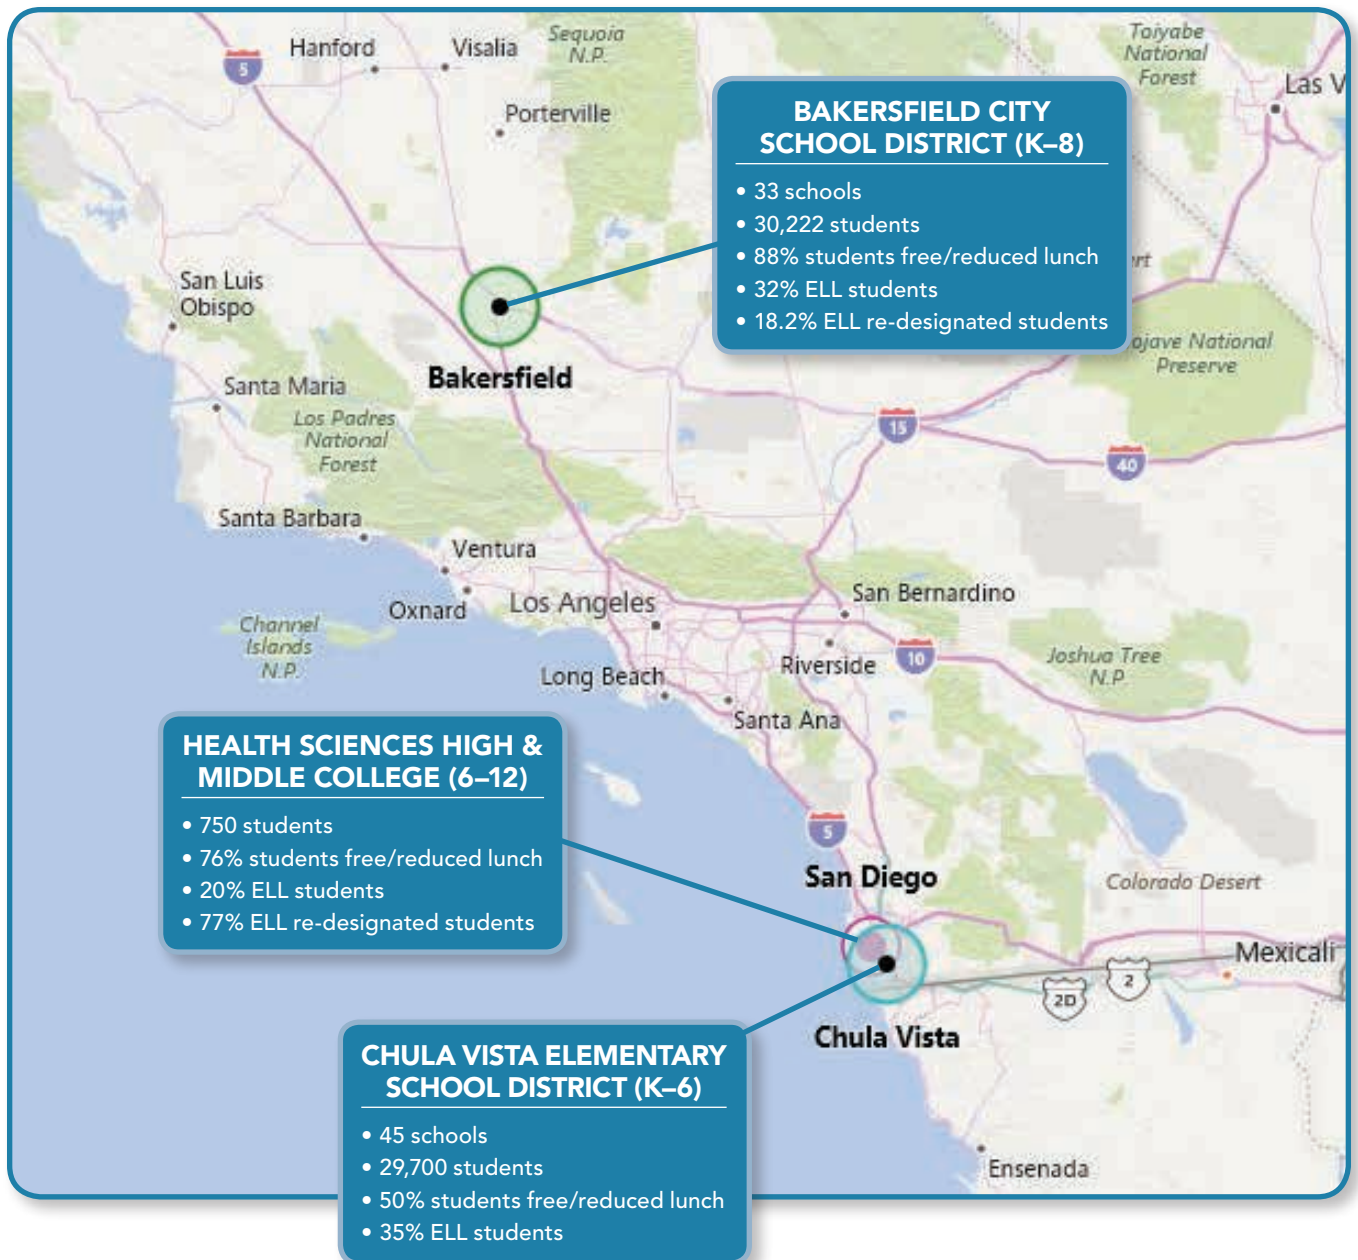 5
Hanford
Visalia
Sequoia
N.P.
Taiyabe
National
Forest
Las V
Porterville
BAKERSFIELD CITY
SCHOOL DISTRICT (K–8)
• 33 schools
• 30,222 students
• 88% students free/reduced lunch
• 32% ELL students
• 18.2% ELL re-designated students
ert
ojave National
Preserve
San Luis
Obispo
Bakersfield
Santa Maria
Los Padres
National
Forest
15
40
Santa Barbara
Ventura
Oxnard
Los Angeles
San Bernardino
Channel
Islands
N.P.
Long Beach
Riverside
10
Joshua Tree
N.P.
Santa Ana
HEALTH SCIENCES HIGH &
MIDDLE COLLEGE (6–12)
• 750 students
• 76% students free/reduced lunch
• 20% ELL students
• 77% ELL re-designated students
5
San Diego
Colorado Desert
Mexicali
2D
2
Chula Vista
CHULA VISTA ELEMENTARY
SCHOOL DISTRICT (K–6)
• 45 schools
• 29,700 students
• 50% students free/reduced lunch
• 35% ELL students
Ensenada